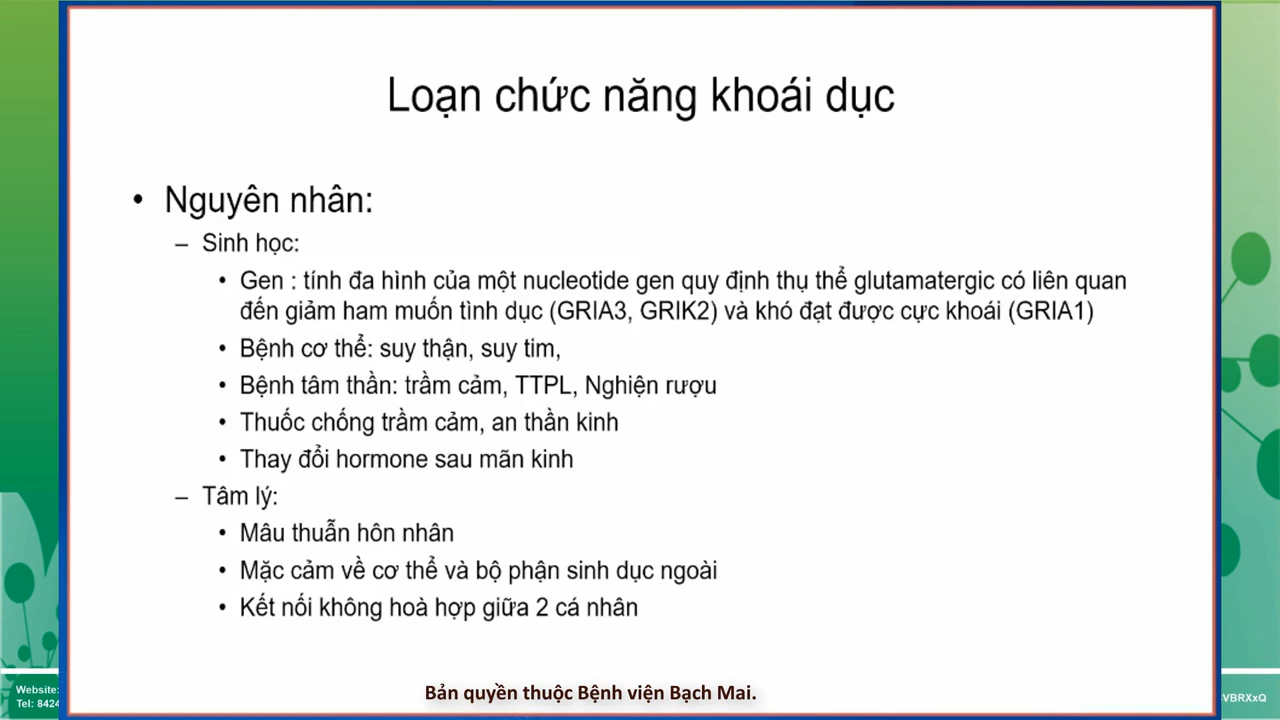 Loạn chức năng khoái dục
• Nguyên nhân:
– Sinh học:
• Gen : tính đa hình của một nucleotide gen quy định thụ thể glutamatergic có liên quan
đến giảm ham muốn tình dục (GRIA3, GRIK2) và khó đạt được cực khoái (GRIA1)
• Bệnh cơ thể: suy thận, suy tim,
• Bệnh tâm thần: trầm cảm, TTPL, Nghiện rượu
• Thuốc chống trầm cảm, an thần kinh
• Thay đổi hormone sau mãn kinh
– Tâm lý:
• Mâu thuẫn hôn nhân
• Mặc cảm về cơ thể và bộ phận sinh dục ngoài
• Kết nối không hoà hợp giữa 2 cá nhân
Bản quyền thuộc Bệnh viện Bạch Mai.
Website:
Tel: 8424
VBRXxQ